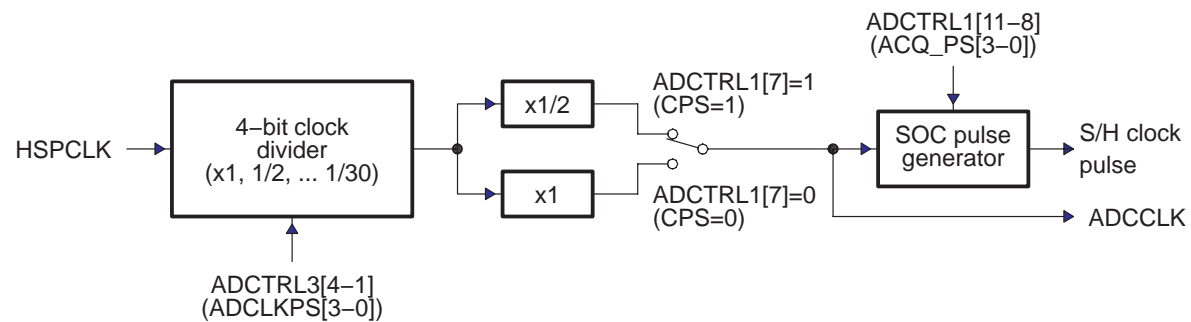 ADCTRL1[11−8]
(ACQ_PS[3−0])
HSPCLK
4−bit clock
divider
(x1, 1/2, ... 1/30)
x1/2
x1
ADCTRL1[7]=1
(CPS=1)
ADCTRL1[7]=0
(CPS=0)
SOC pulse
generator
S/H clock
pulse
ADCCLK
ADCTRL3[4−1]
(ADCLKPS[3−0])